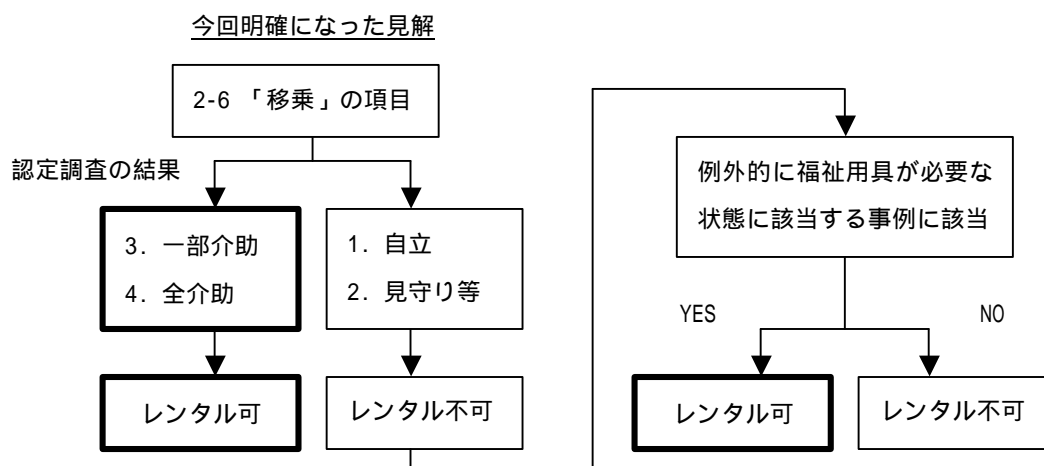 今回明確になった見解
2-6 「移乗」の項目
認定調査の結果
3. 一部介助
4. 全介助
1. 自立
2. 見守り等
レンタル可
レンタル不可
例外的に福祉用具が必要な
状態に該当する事例に該当
YES
NO
レンタル可
レンタル不可